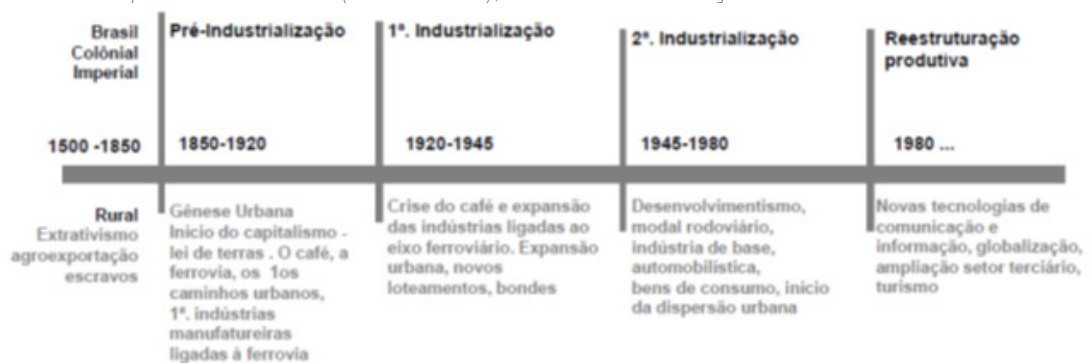 Brasil
Colônial
Imperial
Pré-Industrialização
1ª. Industrialização
2ª. Industrialização
Reestruturação
produtiva
1500 -1850
1850-1920
1920-1945
1945-1980
1980 ...
Rural
Extrativismo
agroexportação
escravos
Gênese Urbana
Início do capitalismo -
lei de terras . O café, a
ferrovia, os 1os
caminhos urbanos,
1ª. indústrias
manufatureiras
ligadas à ferrovia
Crise do café e expansão
das indústrias ligadas ao
eixo ferroviário. Expansão
urbana, novos
loteamentos, bondes
Desenvolvimentismo,
modal rodoviário,
indústria de base,
automobilística,
bens de consumo, início
da dispersão urbana
Novas tecnologias de
comunicação e
informação, globalização,
ampliação setor terciário,
turismo